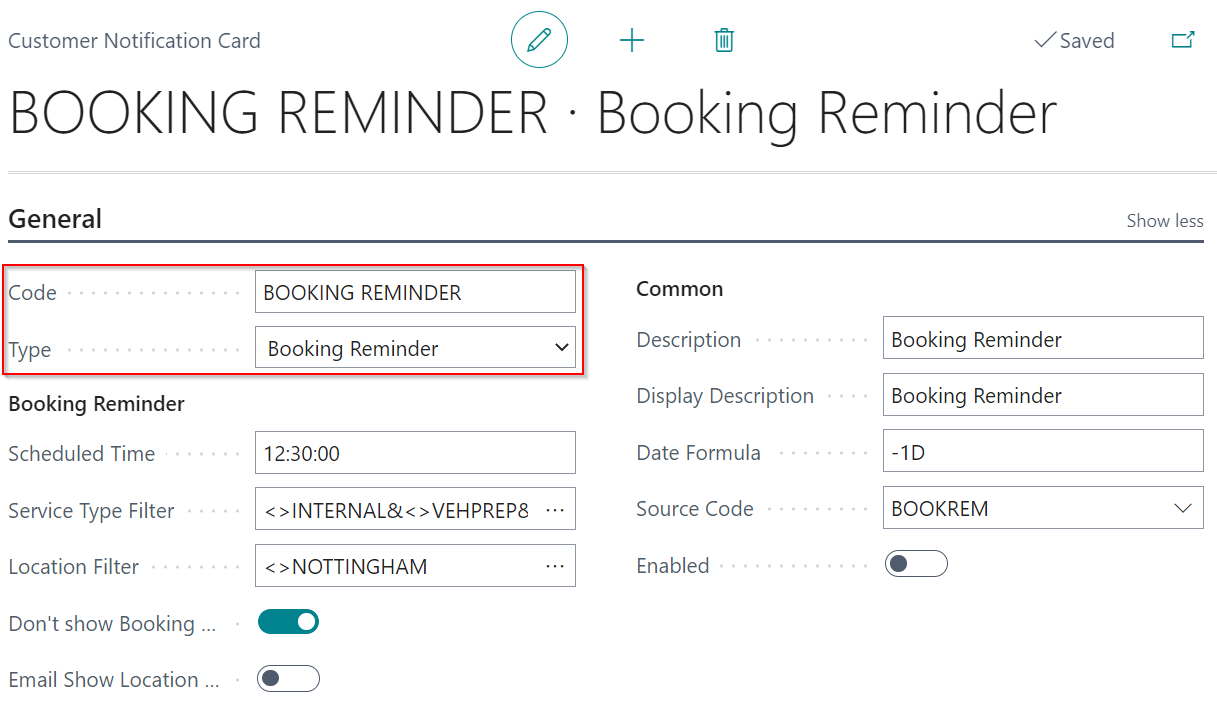 Customer Notification Card
Saved
BOOKING REMINDER · Booking Reminder
General
Show less
Code
BOOKING REMINDER
Type
Booking Reminder
Booking Reminder
Scheduled Time
12:30:00
Service Type Filter
<>INTERNAL&<>VEHPREP& ···
Location Filter
<>NOTTINGHAM ···
Don't show Booking ...
Email Show Location ...
Common
Description
Booking Reminder
Display Description
Booking Reminder
Date Formula
-1D
Source Code
BOOKREM
Enabled